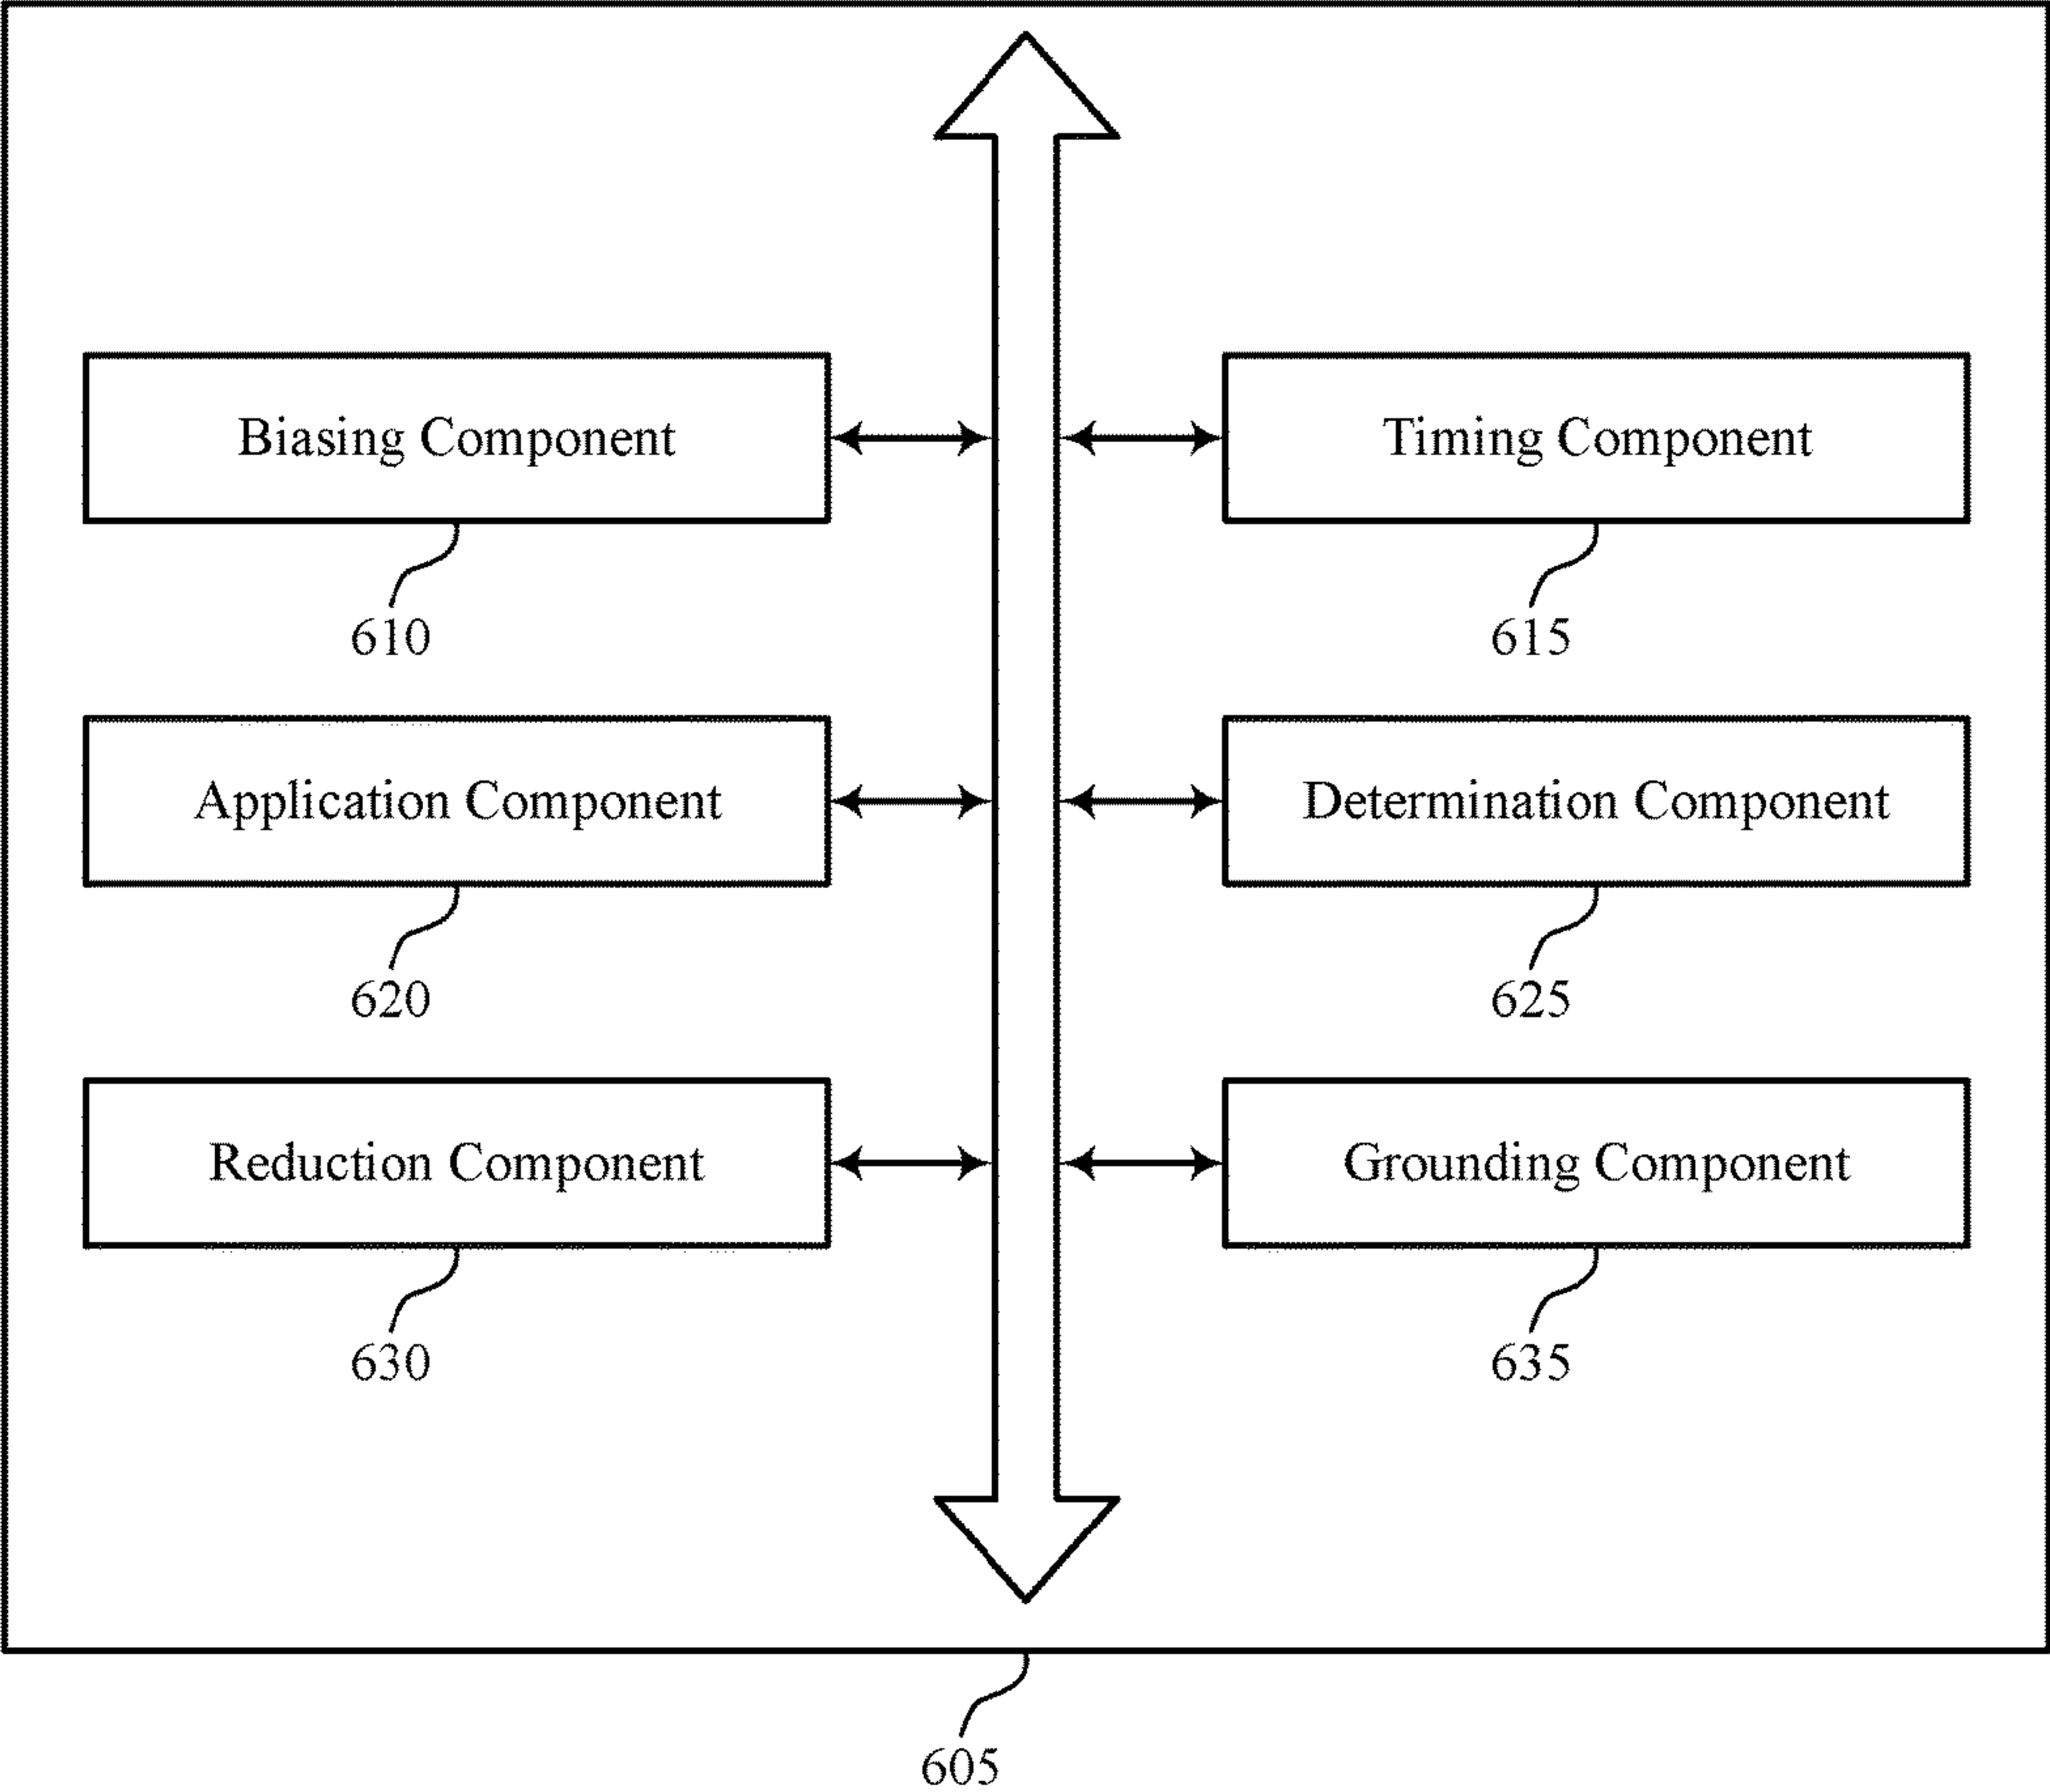 Biasing Component
Timing Component
610
615
Application Component
Determination Component
620
625
Reduction Component
Grounding Component
630
635
605